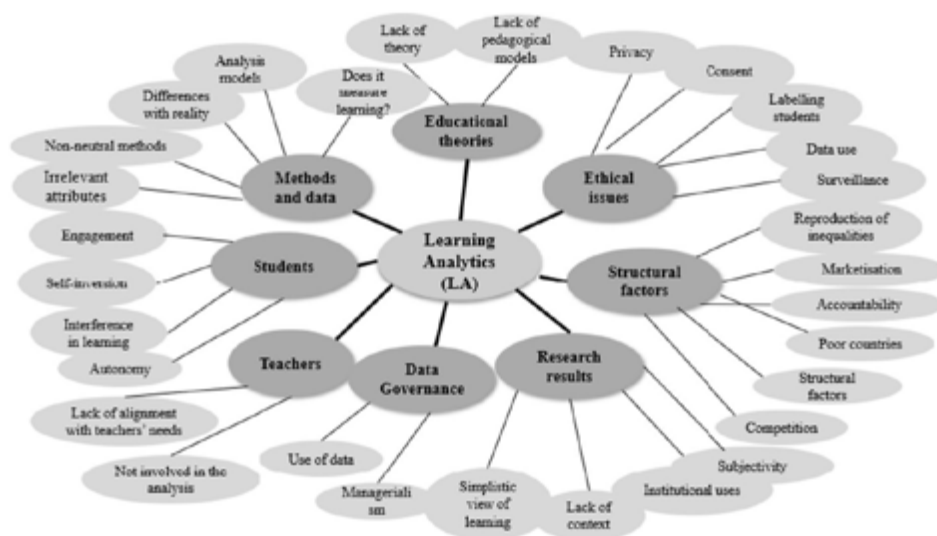 Lack of
theory
Lack of
pedagogical
models
Privacy
Consent
Labelling
students
Data use
Surveillance
Analysis
models
Does it
measure
learning?
Differences
with reality
Non-neutral methods
Irrelevant
attributes
Educational
theories
Methods
and data
Ethical
issues
Engagement
Self-inversion
Interference
in learning
Autonomy
Students
Learning
Analytics
(LA)
Structural
factors
Reproduction of
inequalities
Marketisation
Accountability
Poor countries
Structural
factors
Competition
Teachers
Data
Governance
Research
results
Lack of alignment
with teachers' needs
Not involved in the
analysis
Use of data
Manageriali
sm
Simplistic
view of
learning
Lack of
context
Institutional uses
Subjectivity